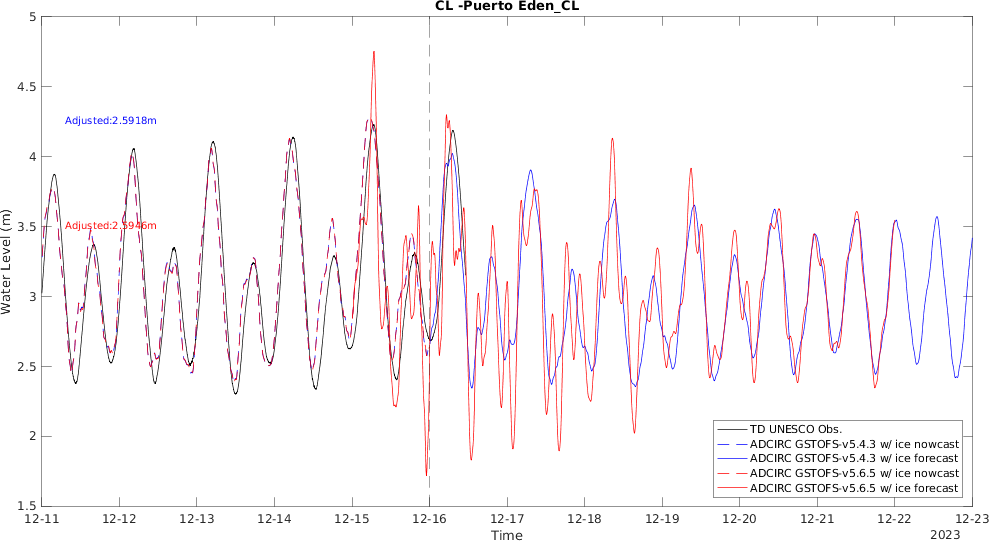 CL -Puerto Eden_CL
5
4.5
4
3.5
3
2.5
2
1.5
Water Level (m)
Adjusted:2.5918m
Adjusted:2.5946m
TD UNESCO Obs.
ADCIRC GSTOFS-v5.4.3 w/ ice nowcast
ADCIRC GSTOFS-v5.4.3 w/ ice forecast
ADCIRC GSTOFS-v5.6.5 w/ ice nowcast
ADCIRC GSTOFS-v5.6.5 w/ ice forecast
12-11 12-12 12-13 12-14 12-15 12-16 12-17 12-18 12-19 12-20 12-21 12-22 12-23
Time
2023